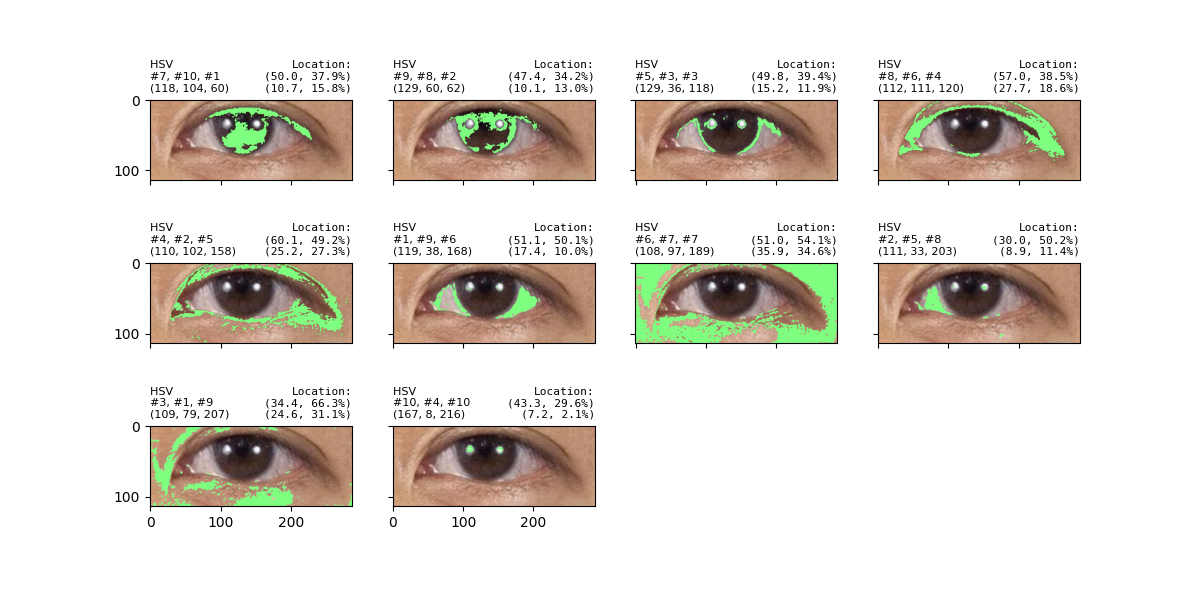 HSV Location:
#7, #10, #1 (50.0, 37.9%)
(118, 104, 60) (10.7, 15.8%)
HSV Location:
#9, #8, #2 (47.4, 34.2%)
(129, 60, 62) (10.1, 13.0%)
HSV Location:
#5, #3, #3 (49.8, 39.4%)
(129, 36, 118) (15.2, 11.9%)
HSV Location:
#8, #6, #4 (57.0, 38.5%)
(112, 111, 120) (27.7, 18.6%)
0
100
HSV Location:
#4, #2, #5 (60.1, 49.2%)
(110, 102, 158) (25.2, 27.3%)
HSV Location:
#1, #9, #6 (51.1, 50.1%)
(119, 38, 168) (17.4, 10.0%)
HSV Location:
#6, #7, #7 (51.0, 54.1%)
(108, 97, 189) (35.9, 34.6%)
HSV Location:
#2, #5, #8 (30.0, 50.2%)
(111, 33, 203) (8.9, 11.4%)
0
100
HSV Location:
#3, #1, #9 (34.4, 66.3%)
(109, 79, 207) (24.6, 31.1%)
HSV Location:
#10, #4, #10 (43.3, 29.6%)
(167, 8, 216) (7.2, 2.1%)
0
100
0 100 200
0 100 200